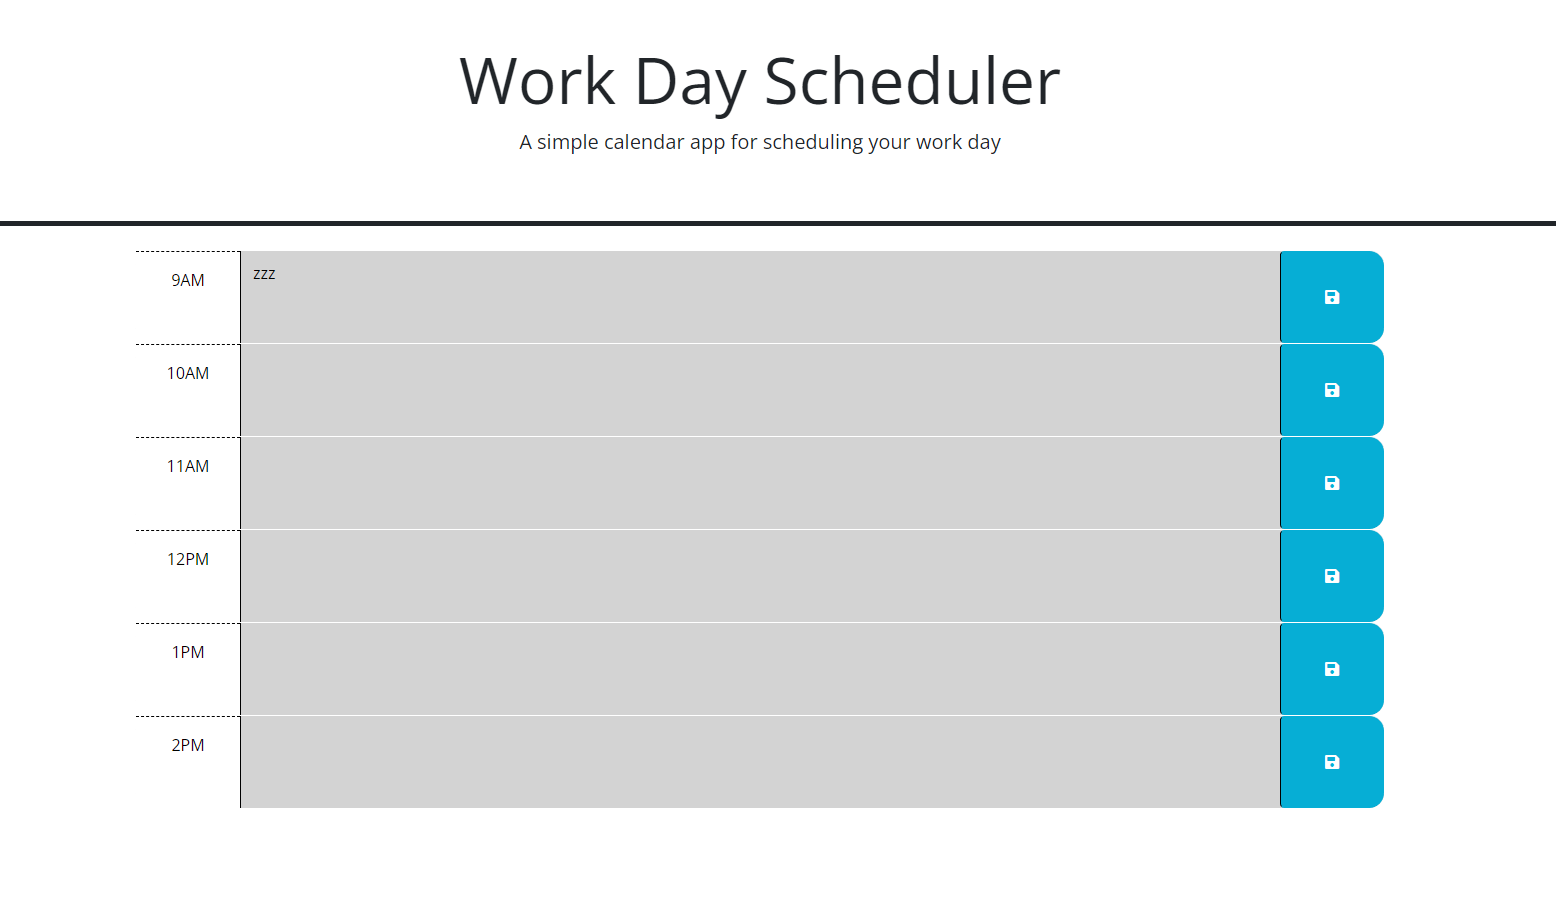 Work Day Scheduler
A simple calendar app for scheduling your work day
9AM
zzz
10AM
11AM
12PM
1PM
2PM